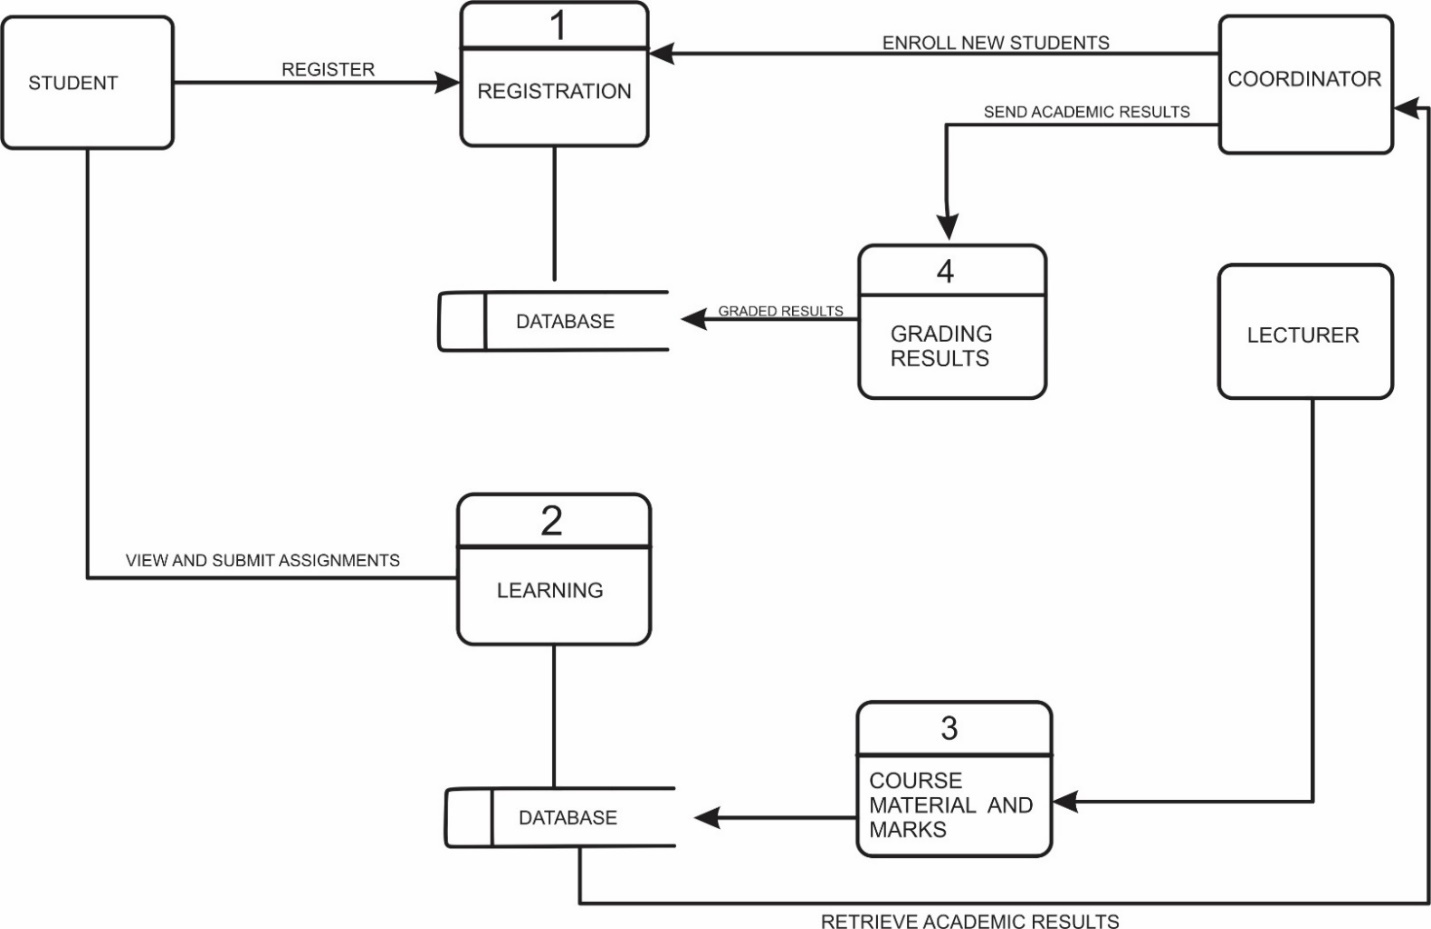 1
ENROLL NEW STUDENTS
STUDENT
REGISTER
REGISTRATION
COORDINATOR
SEND ACADEMIC RESULTS
4
DATABASE
GRADED RESULTS
GRADING
RESULTS
LECTURER
2
VIEW AND SUBMIT ASSIGNMENTS
LEARNING
3
COURSE
MATERIAL AND
MARKS
DATABASE
RETRIEVE ACADEMIC RESULTS